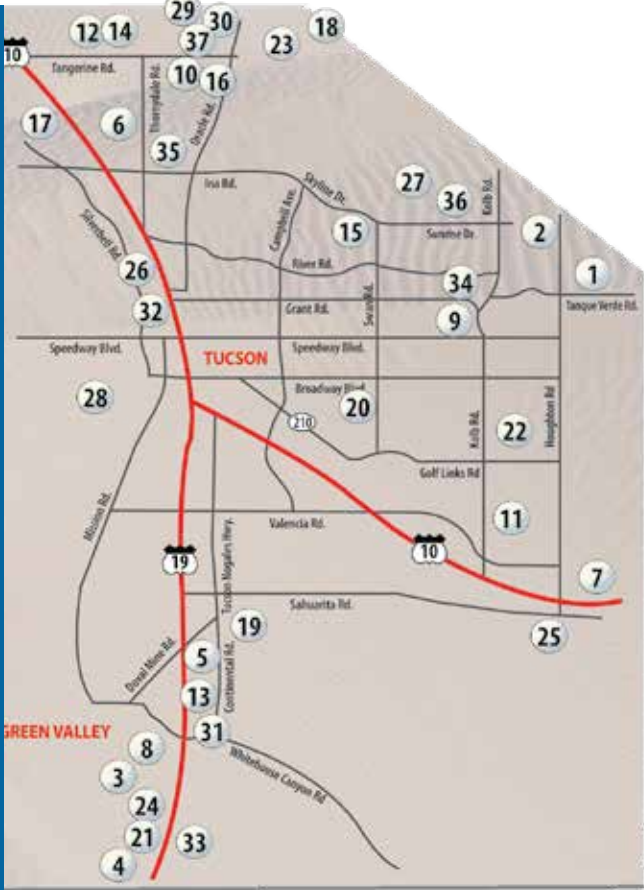 29
18
12 14
30
37
23
10
Tangerine Rd.
Thornydale Rd.
10
16
Oracle Rd.
17
6
35
Ina Rd.
Skyline Dr.
27
36
Kolb Rd.
Campbell Ave.
15
Sunrise Dr.
2
Silverbell Rd.
River Rd.
26
34
1
Swan Rd.
Tanque Verde Rd.
32
Grant Rd.
9
Speedway Blvd.
Speedway Blvd.
TUCSON
Broadway Blvd.
28
20
210
Kolb Rd.
22
Houghton Rd
Golf Links Rd
Mission Rd.
11
Valencia Rd.
Tucson Nogales Hwy.
10
19
7
Sahuarita Rd.
19
25
Duval Mine Rd.
5
Continental Rd.
13
GREEN VALLEY
31
8
Whitehouse Canyon Rd
3
24
21
33
4